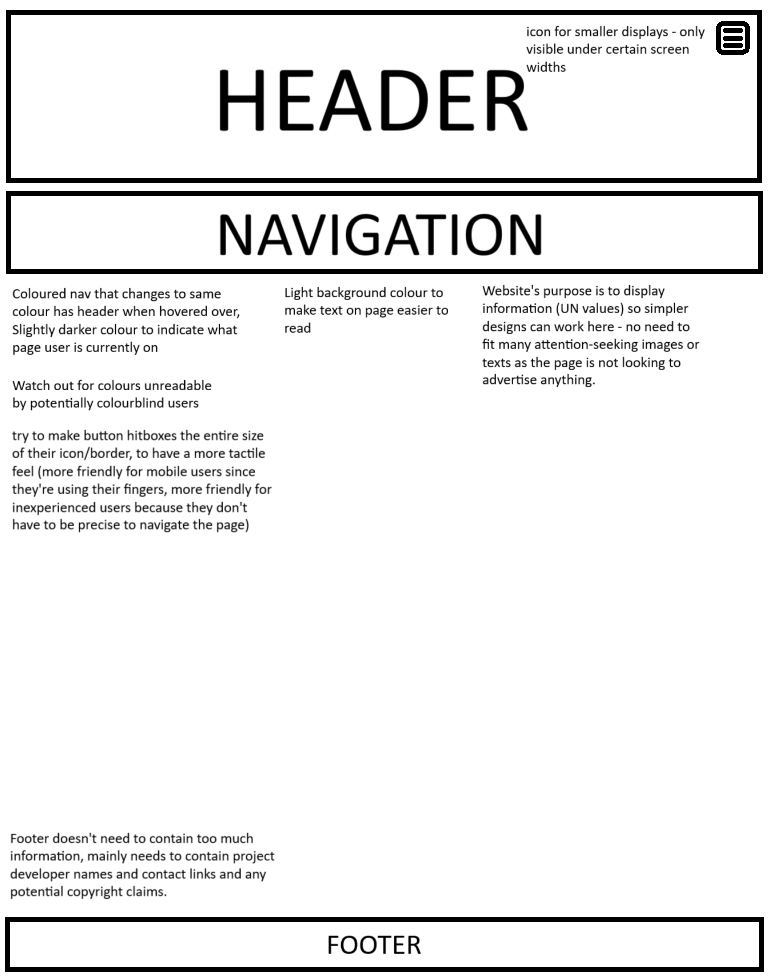 icon for smaller displays - only
visible under certain screen
widths
HEADER
NAVIGATION
Coloured nav that changes to same
colour has header when hovered over,
Slightly darker colour to indicate what
page user is currently on
Watch out for colours unreadable
by potentially colourblind users
try to make button hitboxes the entire size
of their icon/border, to have a more tactile
feel (more friendly for mobile users since
they're using their fingers, more friendly for
inexperienced users because they don't
have to be precise to navigate the page)
Light background colour to
make text on page easier to
read
Website's purpose is to display
information (UN values) so simpler
designs can work here - no need to
fit many attention-seeking images or
texts as the page is not looking to
advertise anything.
Footer doesn't need to contain too much
information, mainly needs to contain project
developer names and contact links and any
potential copyright claims.
FOOTER